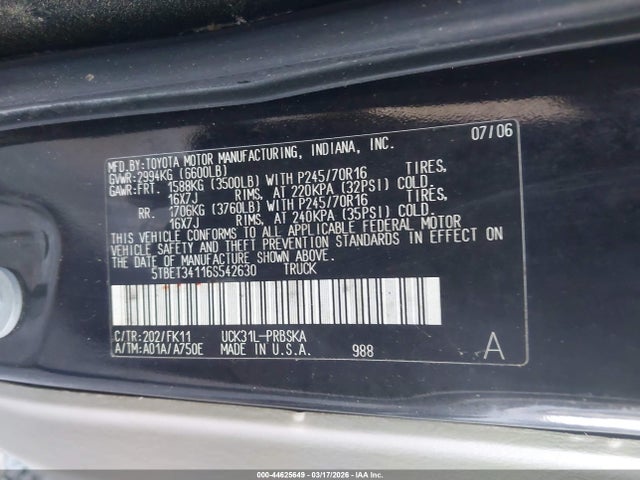 07/06
MFD.BY:TOYOTA MOTOR MANUFACTURING, INDIANA, INC.
GVWR:2994KG (6600LB)
GAWR:FRT. 1588KG (3500LB) WITH P245/70R16 TIRES,
16X7J RIMS, AT 220KPA (32PSI) COLD.
RR. 1706KG (3760LB) WITH P245/70R16 TIRES,
16X7J RIMS, AT 240KPA (35PSI) COLD.
THIS VEHICLE CONFORMS TO ALL APPLICABLE FEDERAL MOTOR
VEHICLE SAFETY AND THEFT PREVENTION STANDARDS IN EFFECT ON
THE DATE OF MANUFACTURE SHOWN ABOVE.
5TBET34116S542630 TRUCK
C/TR:202/FK11 UCK31L-PRBSKA
A/TM:A01A/A750E MADE IN U.S.A. 988 A
000-44625649 - 03/17/2026 - IAAI.COM